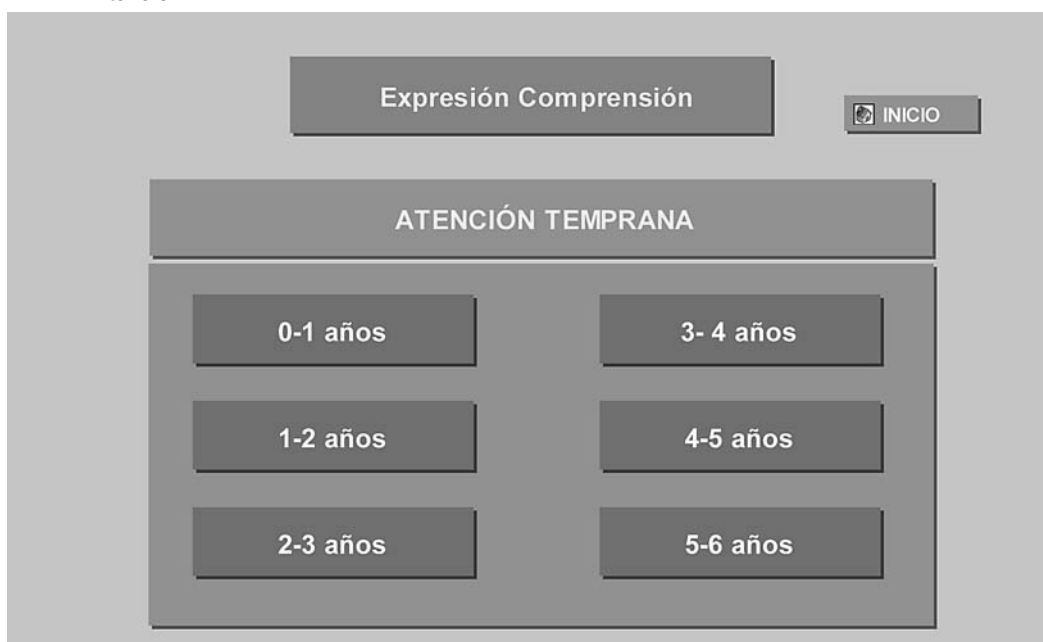 Expresión Comprensión
INICIO
ATENCIÓN TEMPRANA
0-1 años
3- 4 años
1-2 años
4-5 años
2-3 años
5-6 años